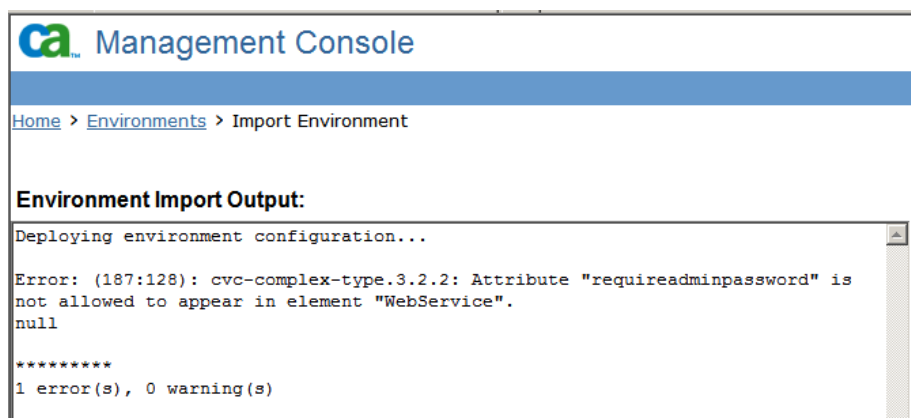 ca™ Management Console
Home > Environments > Import Environment
Environment Import Output:
Deploying environment configuration...
Error: (187:128): cvc-complex-type.3.2.2: Attribute "requireadminpassword" is
not allowed to appear in element "WebService".
null
*********
1 error(s), 0 warning(s)